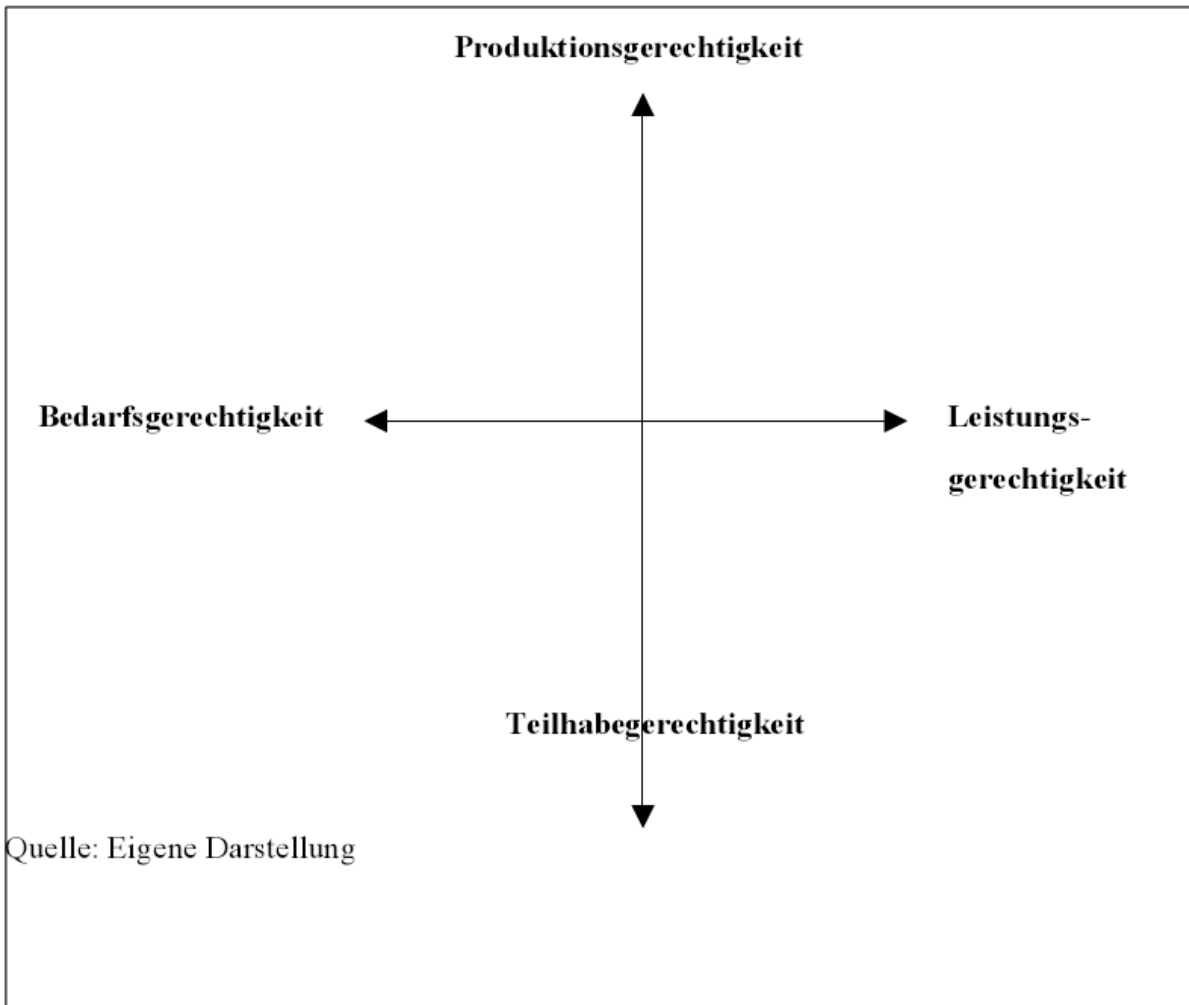 Produktionsgerechtigkeit
Bedarfsgerechtigkeit
Leistungs-
gerechtigkeit
Teilhabegerechtigkeit
Quelle: Eigene Darstellung